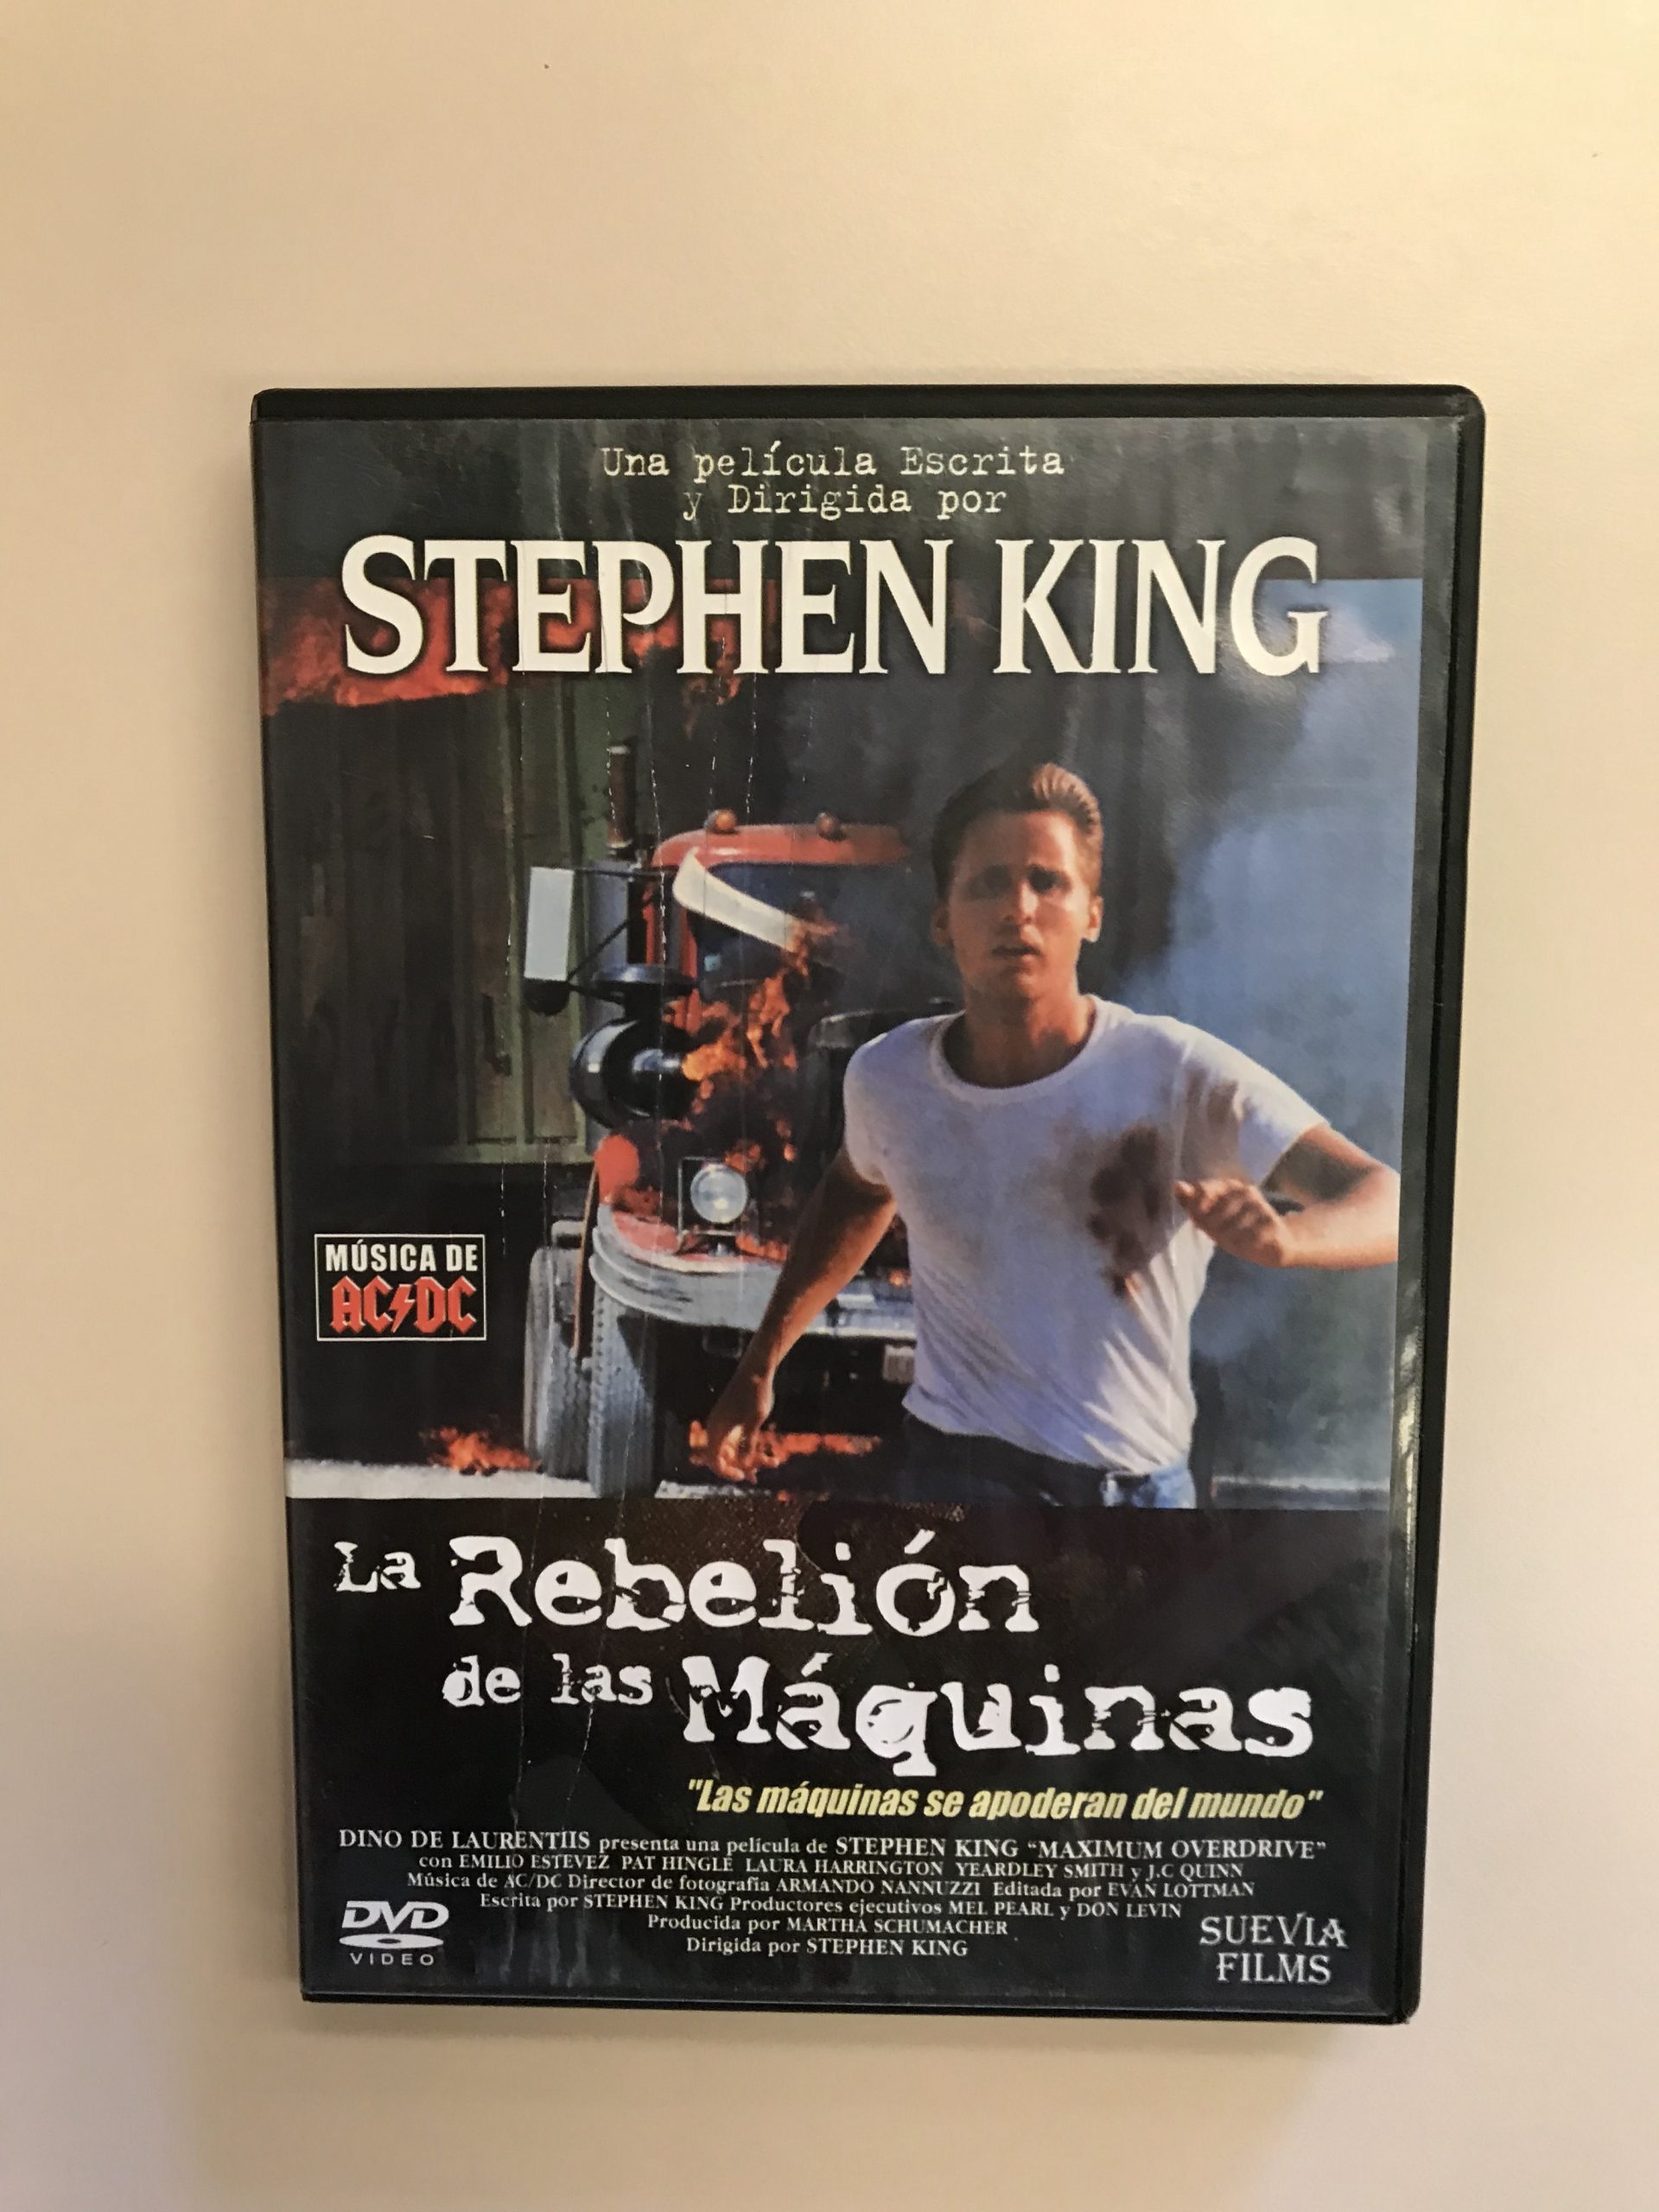 Una película Escrita
y Dirigida por
STEPHEN KING
MÚSICA DE
AC⚡DC
La Rebelión
de las Máquinas
"Las máquinas se apoderan del mundo"
DINO DE LAURENTIIS presenta una película de STEPHEN KING “MAXIMUM OVERDRIVE”
con EMILIO ESTEVEZ PAT HINGLE LAURA HARRINGTON YEARDLEY SMITH y J.C QUINN
Música de AC/DC Director de fotografía ARMANDO NANNUZZI Editada por EVAN LOTTMAN
Escrita por STEPHEN KING Productores ejecutivos MEL PEARL y DON LEVIN
Producida por MARTHA SCHUMACHER
Dirigida por STEPHEN KING
DVD
VIDEO
SUEVIA
FILMS